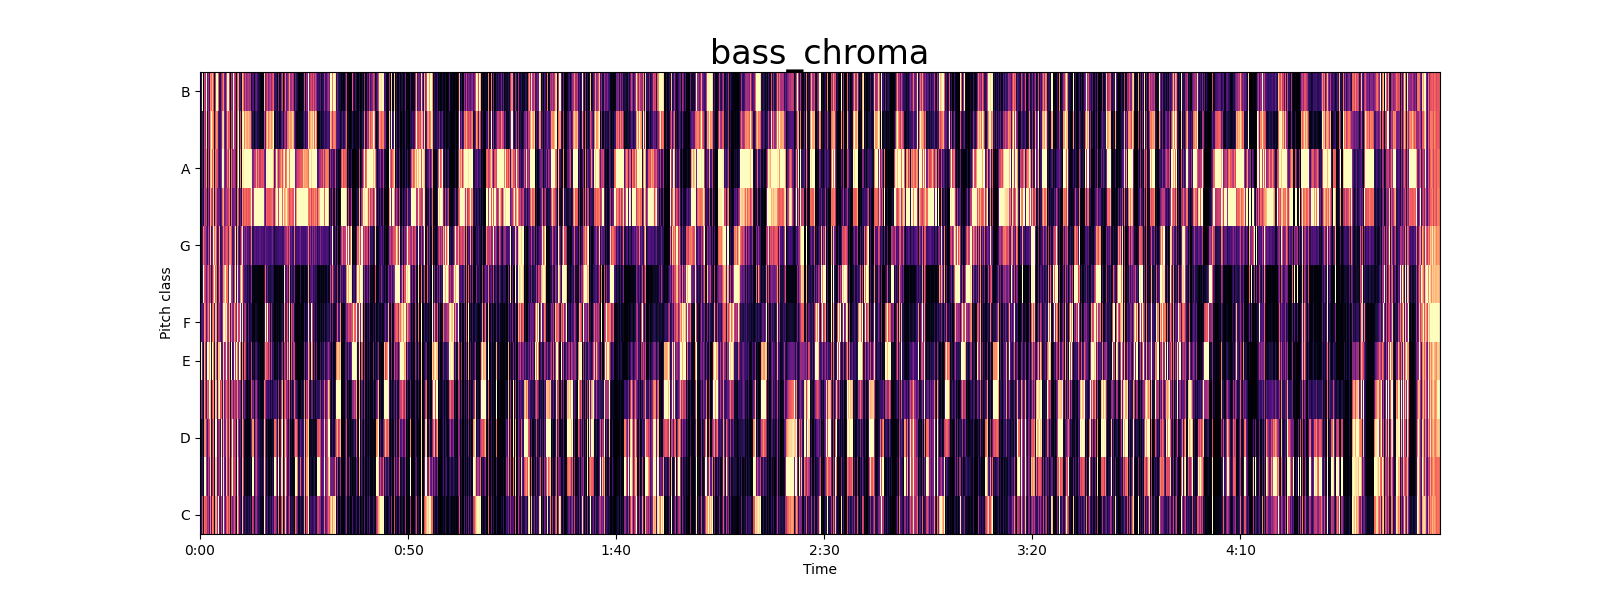 bass_chroma
B
A
G
F
E
D
C
Pitch class
0:00
0:50
1:40
2:30
3:20
4:10
Time